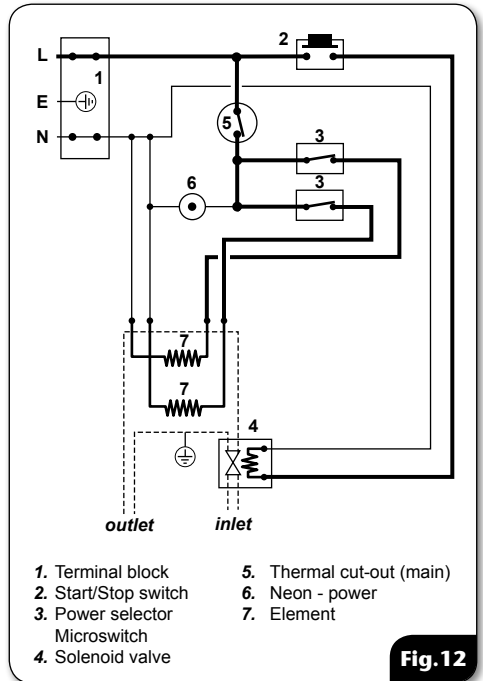 2
L
1
E
5
3
N
6
3
7
7
4
outlet inlet
1. Terminal block
2. Start/Stop switch
3. Power selector
Microswitch
4. Solenoid valve
5. Thermal cut-out (main)
6. Neon - power
7. Element
Fig.12